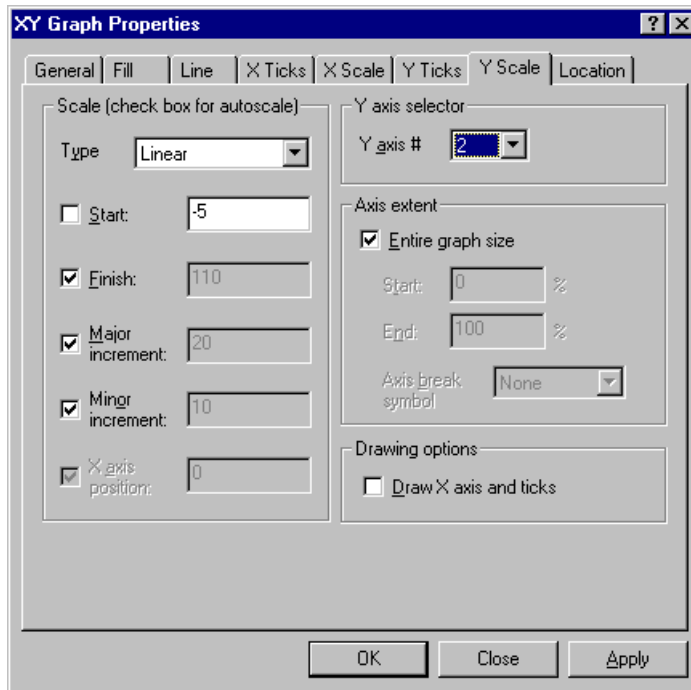 XY Graph Properties
General Fill Line X Ticks X Scale Y Ticks Y Scale Location
Scale (check box for autoscale)
Type Linear
Start: -5
Finish: 110
Major increment: 20
Minor increment: 10
X axis position: 0
Y axis selector
Y axis # 2
Axis extent
Entire graph size
Start: 0 %
End: 100 %
Axis break symbol None
Drawing options
Draw X axis and ticks
OK Close Apply